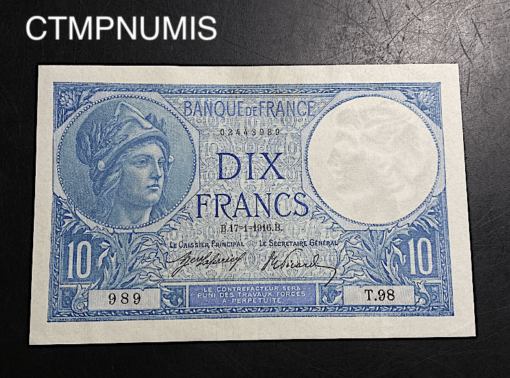 CTMPNUMIS
BANQUE DE FRANCE
02443989
DIX
FRANCS
B.17=1=1916.B.
LE CAISSIER PRINCIPAL LE SECRÉTAIRE GÉNÉRAL
10 10
989 T.98
LE CONTREFACTEUR SERA
PUNI DES TRAVAUX FORCÉS
À PERPÉTUITÉ